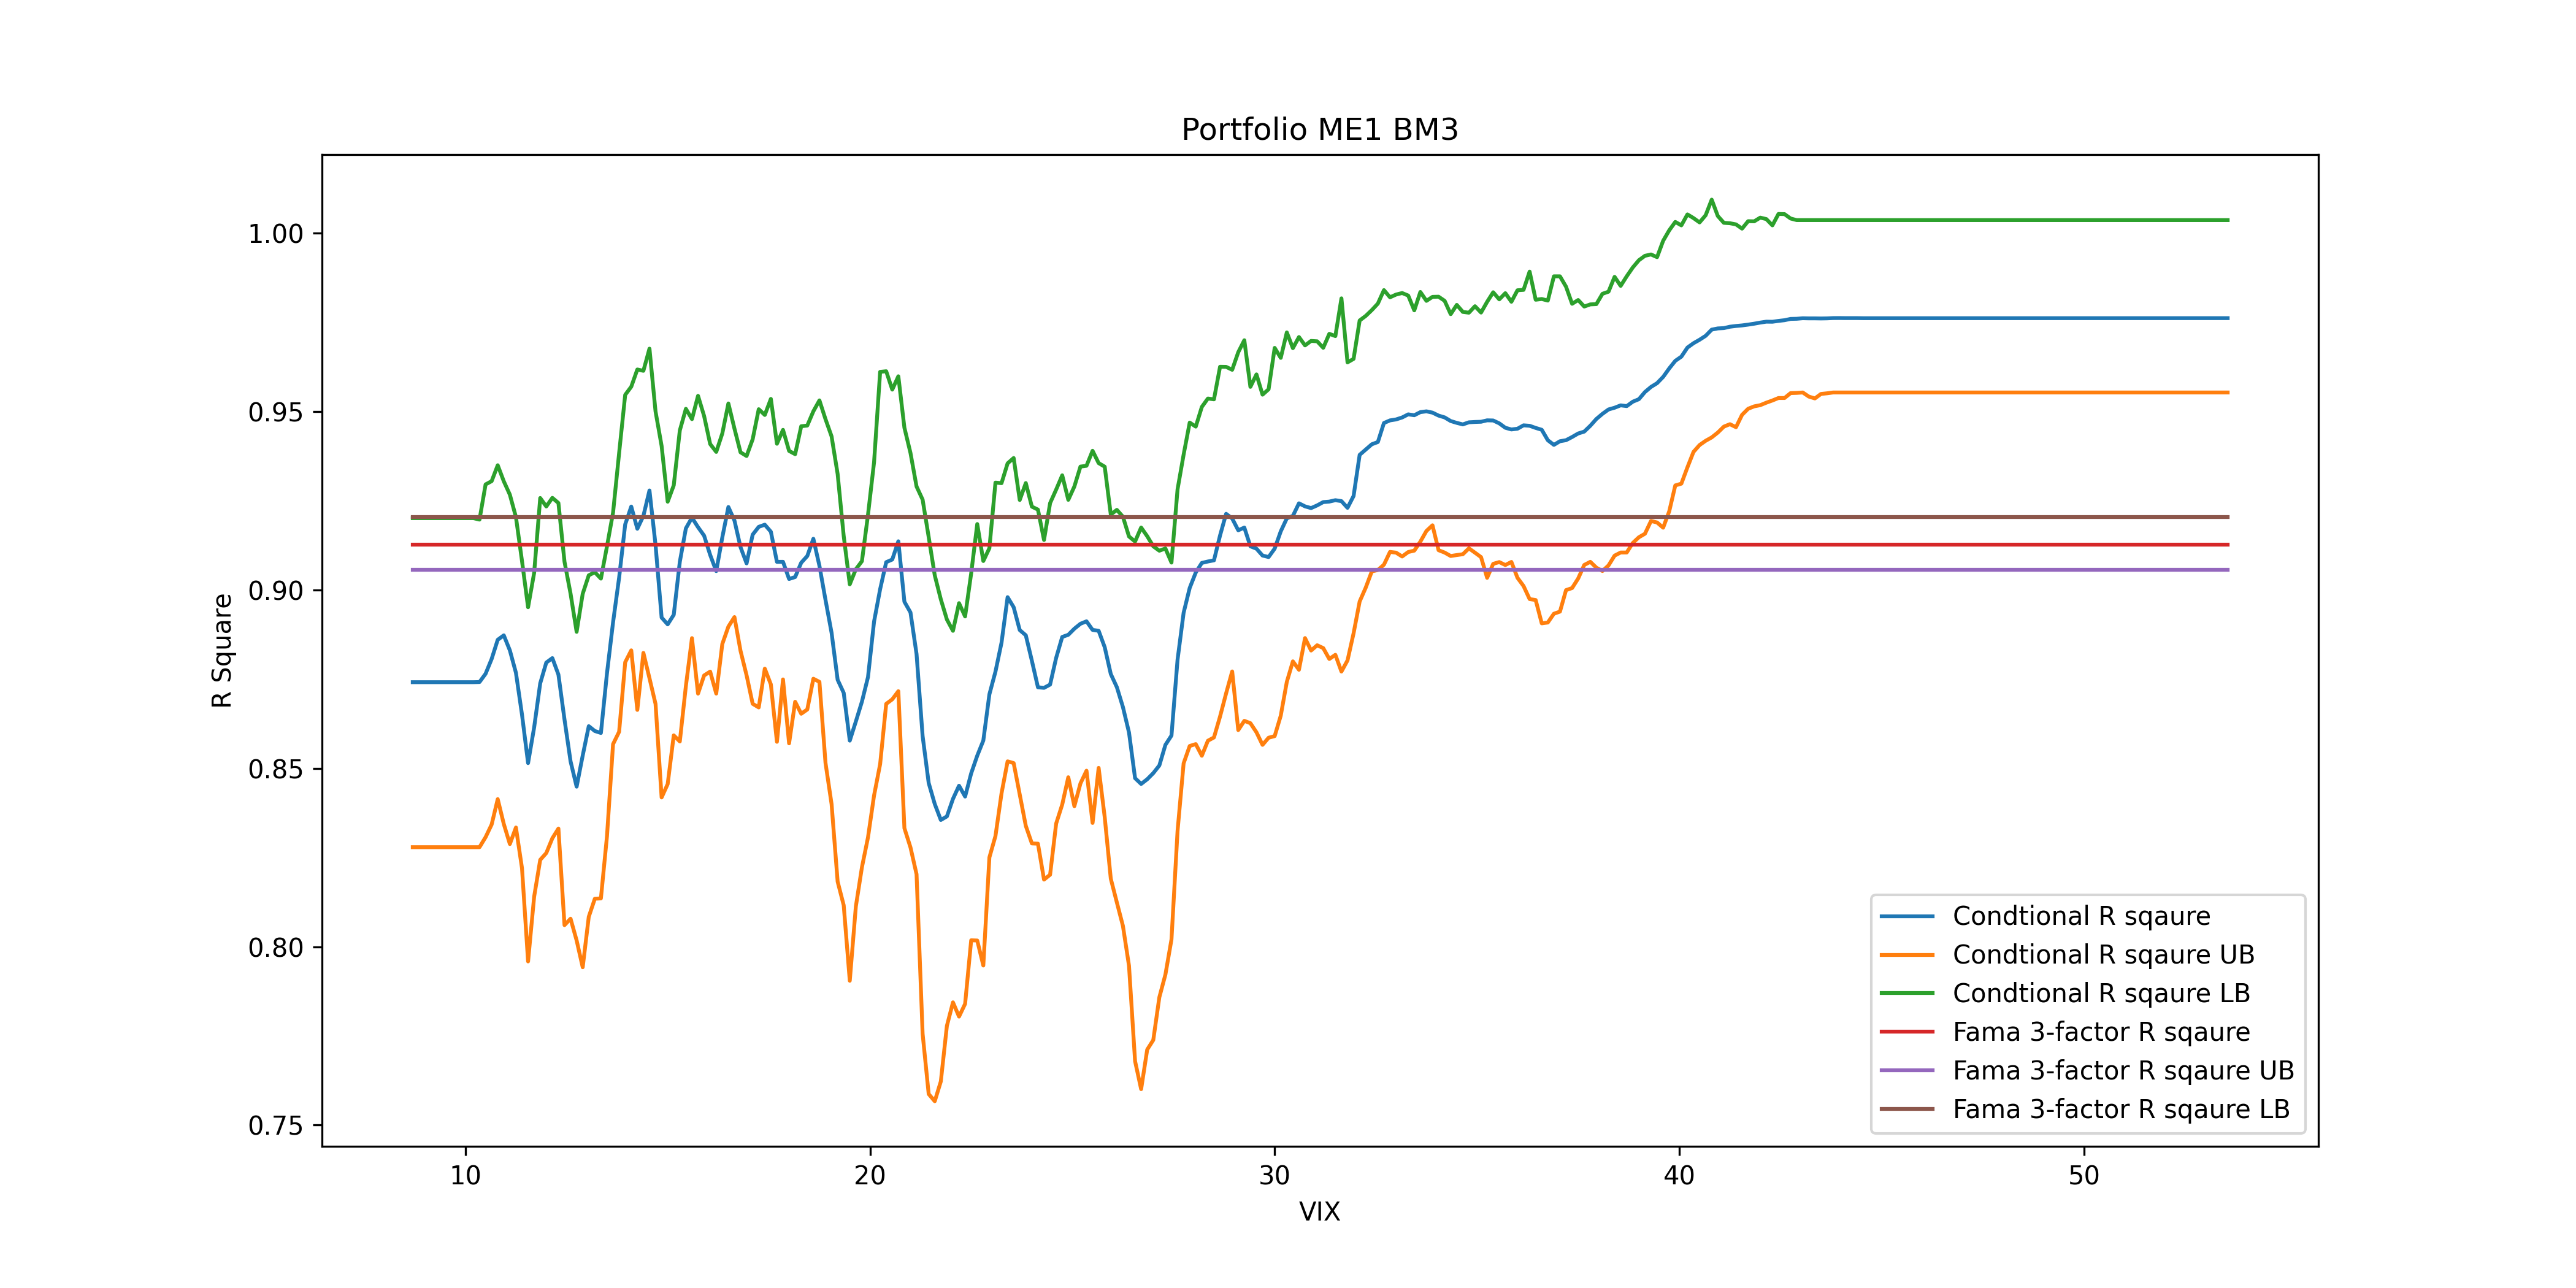 Portfolio ME1 BM3
R Square
1.00
0.95
0.90
0.85
0.80
0.75
10 20 30 40 50
VIX
Condtional R sqaure
Condtional R sqaure UB
Condtional R sqaure LB
Fama 3-factor R sqaure
Fama 3-factor R sqaure UB
Fama 3-factor R sqaure LB